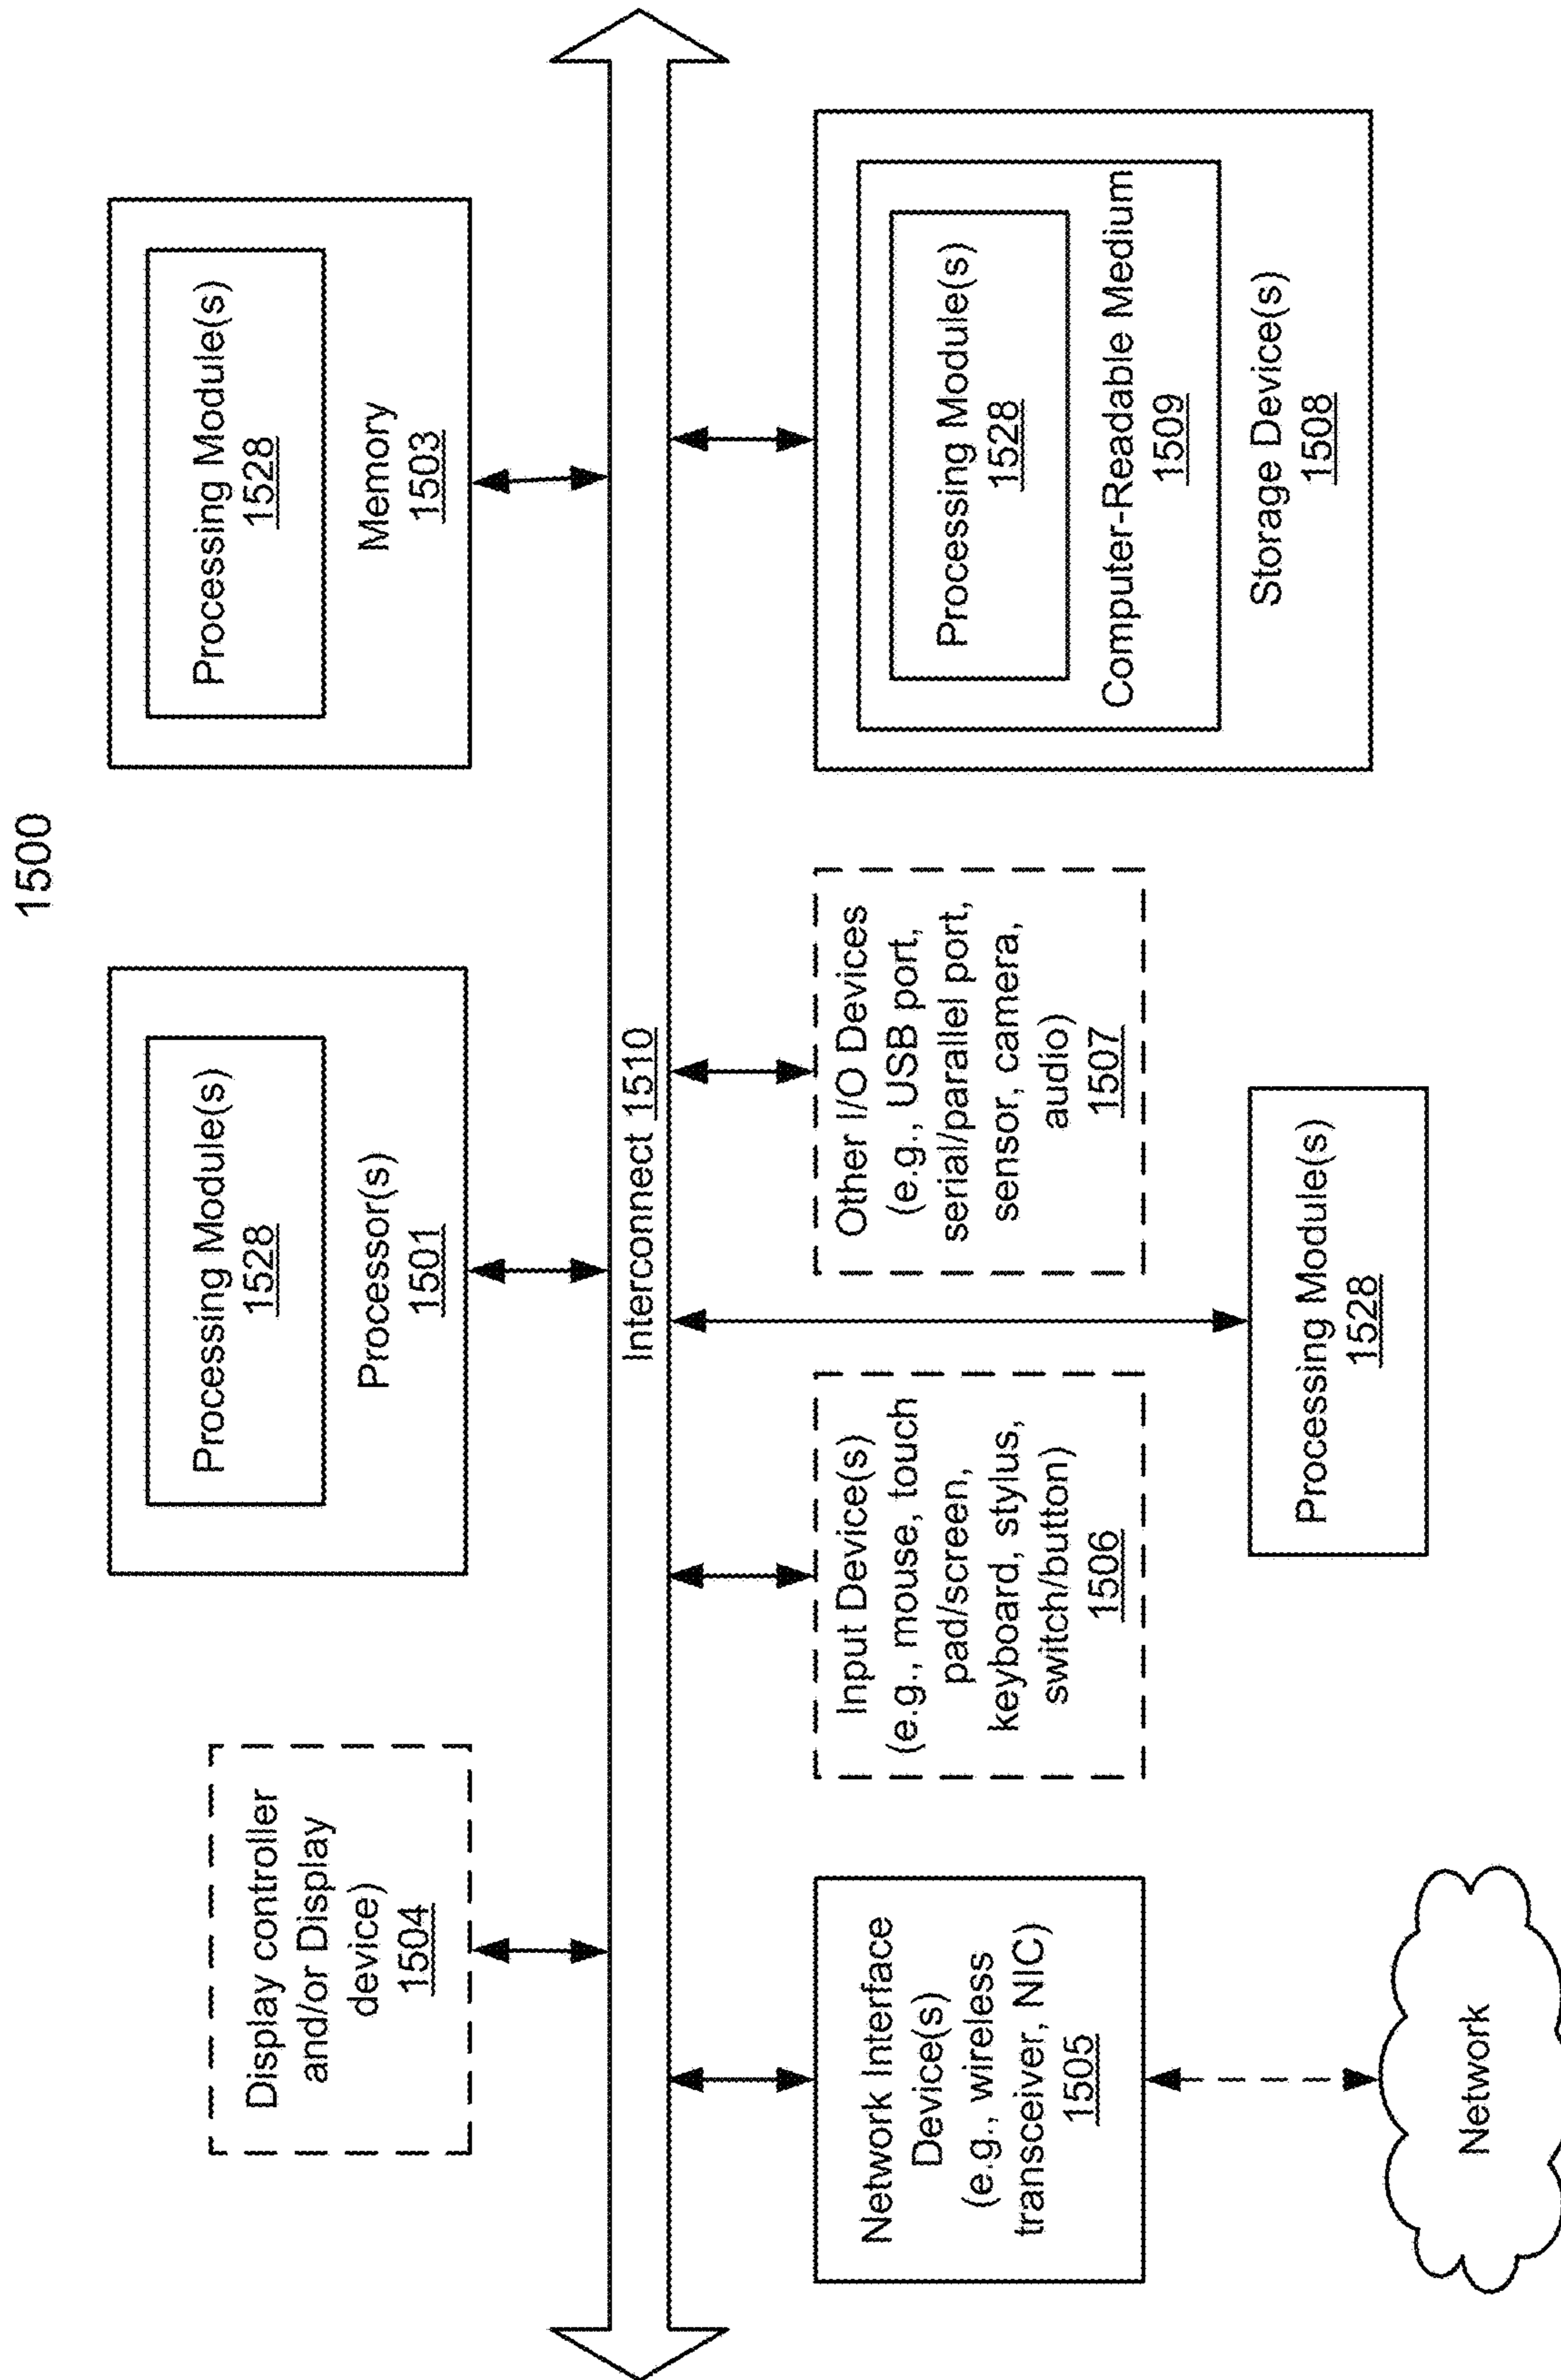 1500
Display controller
and/or Display
device)
1504
Processing Module(s)
1528
Processor(s)
1501
Processing Module(s)
1528
Memory
1503
Interconnect 1510
Network Interface
Device(s)
(e.g., wireless
transceiver, NIC)
1505
Input Device(s)
(e.g., mouse, touch
pad/screen,
keyboard, stylus,
switch/button)
1506
Other I/O Devices
(e.g., USB port,
serial/parallel port,
sensor, camera,
audio)
1507
Processing Module(s)
1528
Computer-Readable Medium
1509
Storage Device(s)
1508
Processing Module(s)
1528
Network